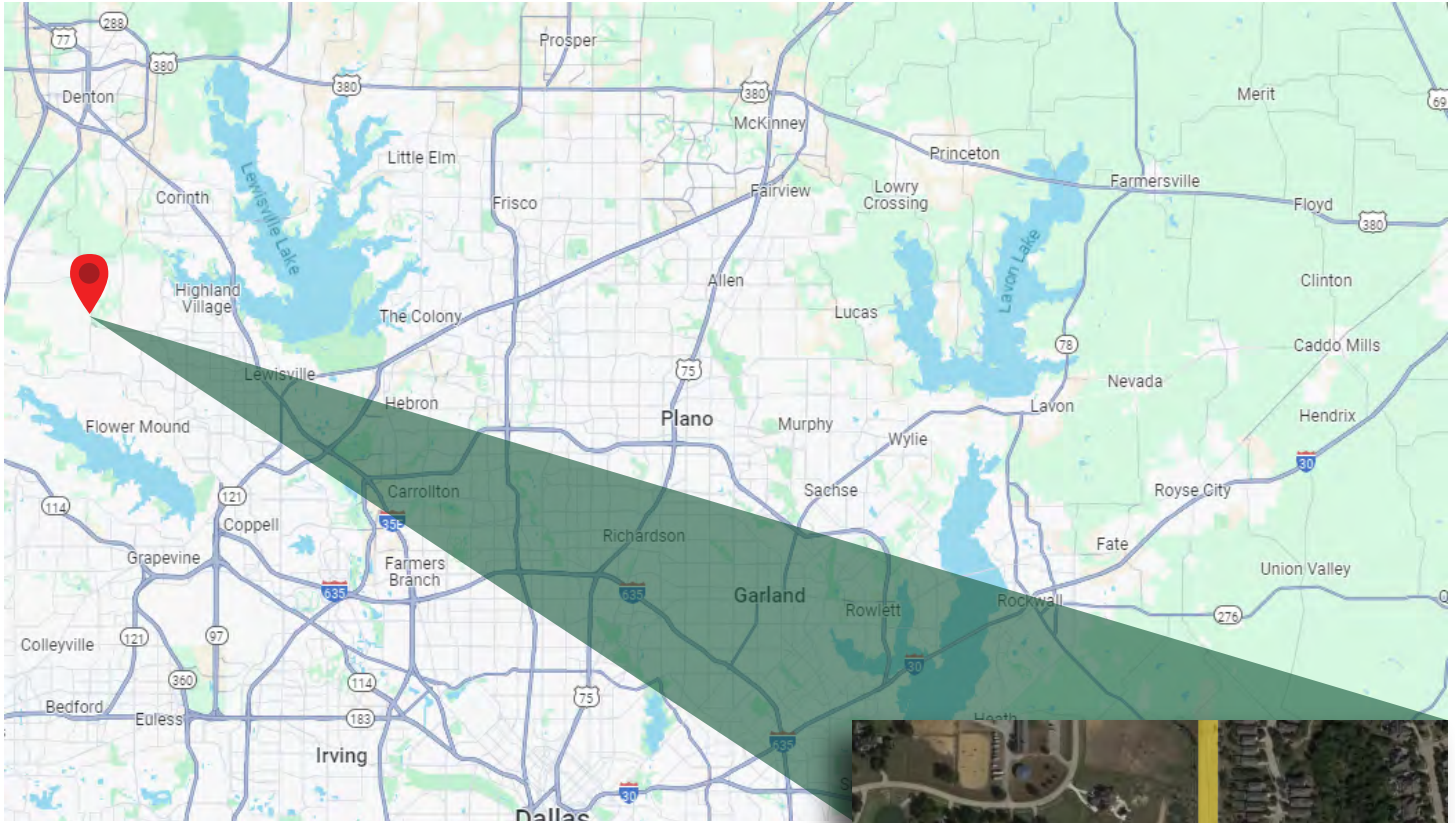 288
77
Prosper
380
380
Denton
380
Merit
69
McKinney
Little Elm
Princeton
Farmersville
Corinth
Fairview
Lowry
Crossing
Frisco
Floyd
380
Lewisville Lake
Lavon Lake
Highland
Village
Allen
Clinton
The Colony
Lucas
78
Caddo Mills
75
Lewisville
Nevada
Hebron
Lavon
Hendrix
Flower Mound
Plano
Murphy
Wylie
30
Carrollton
Sachse
Royse City
121
114
Coppell
35E
Richardson
Fate
Grapevine
Farmers
Branch
Union Valley
635
635
Garland
Rowlett
Rockwall
276
121
97
Colleyville
30
360
114
75
Bedford
Euless
183
Heath
635
Irving
30
Dallas